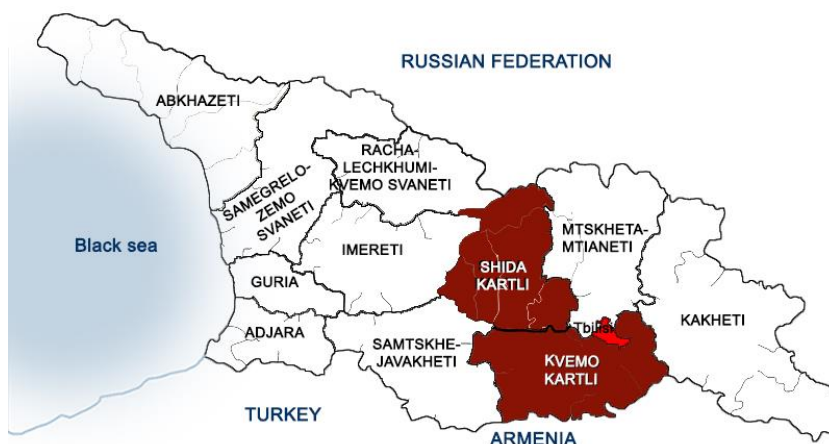 RUSSIAN FEDERATION
ABKHAZETI
RACHA-
LECHKHUMI-
KVEMO SVANETI
SAMEGRELO-
ZEMO
SVANETI
MTSKHETA-
MTIANETI
Black sea
IMERETI
SHIDA
KARTLI
GURIA
KAKHETI
ADJARA
Tbilisi
SAMTSKHE-
JAVAKHETI
KVEMO
KARTLI
TURKEY
ARMENIA